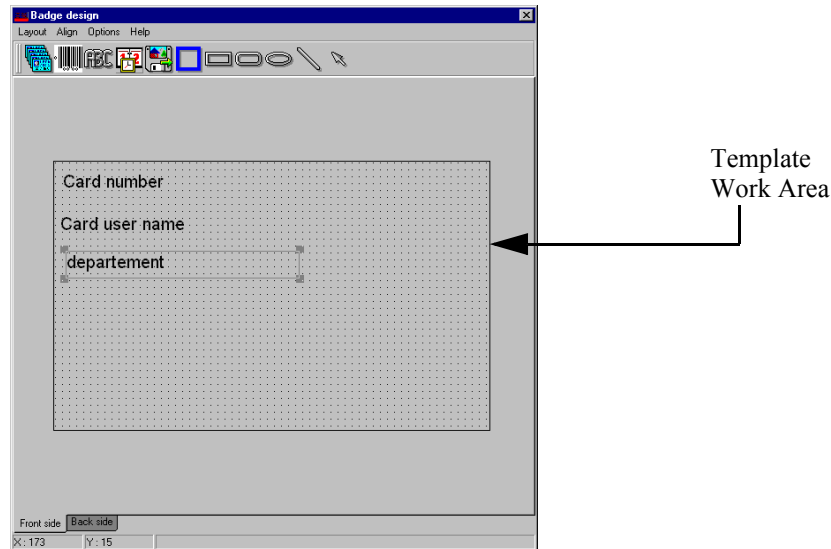 Badge design
Layout Align Options Help
ABC
Card number
Card user name
departement
Template
Work Area
Front side Back side
X: 173 Y: 15